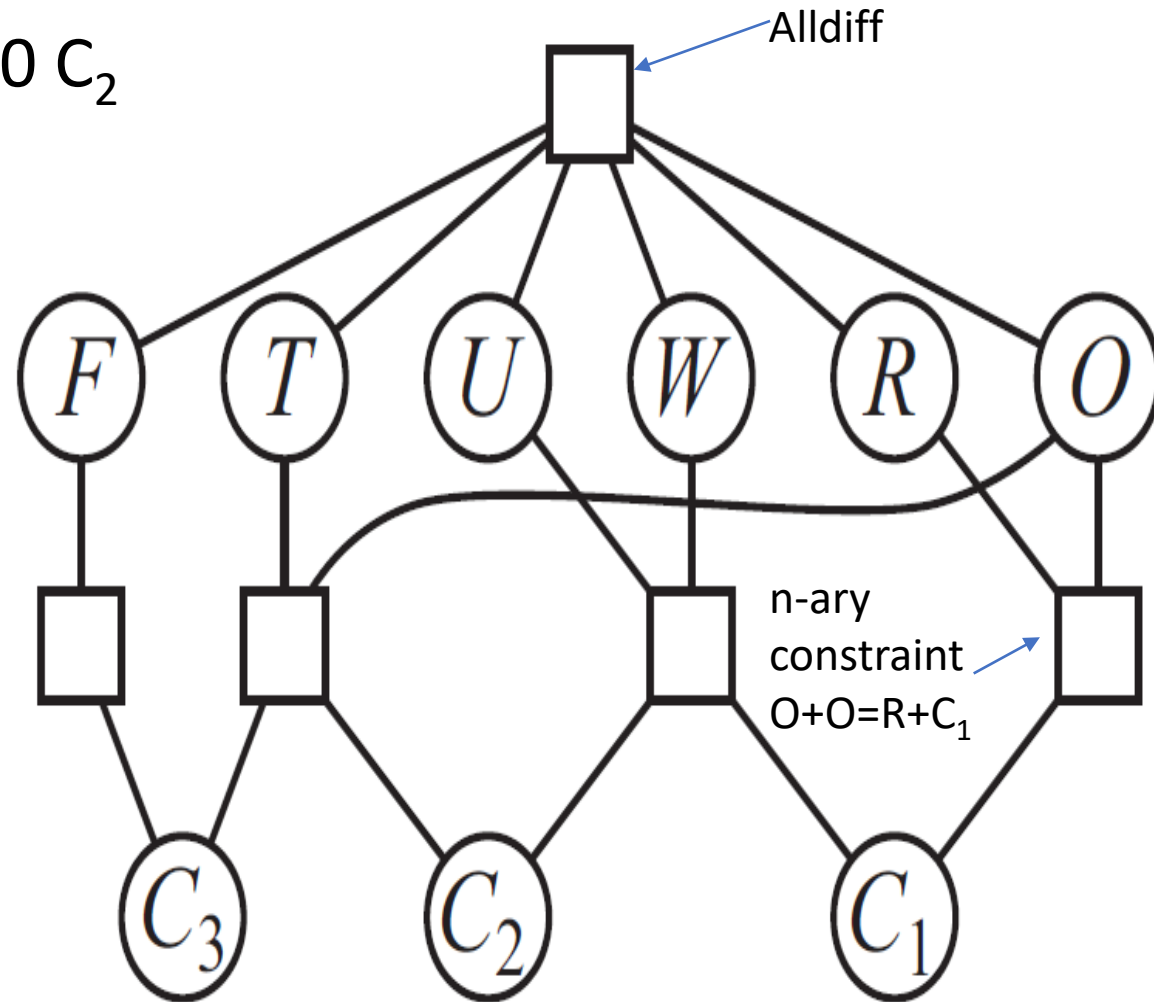 0 C₂
Alldiff
F T U W R O
n-ary
constraint
O+O=R+C₁
C₃ C₂ C₁